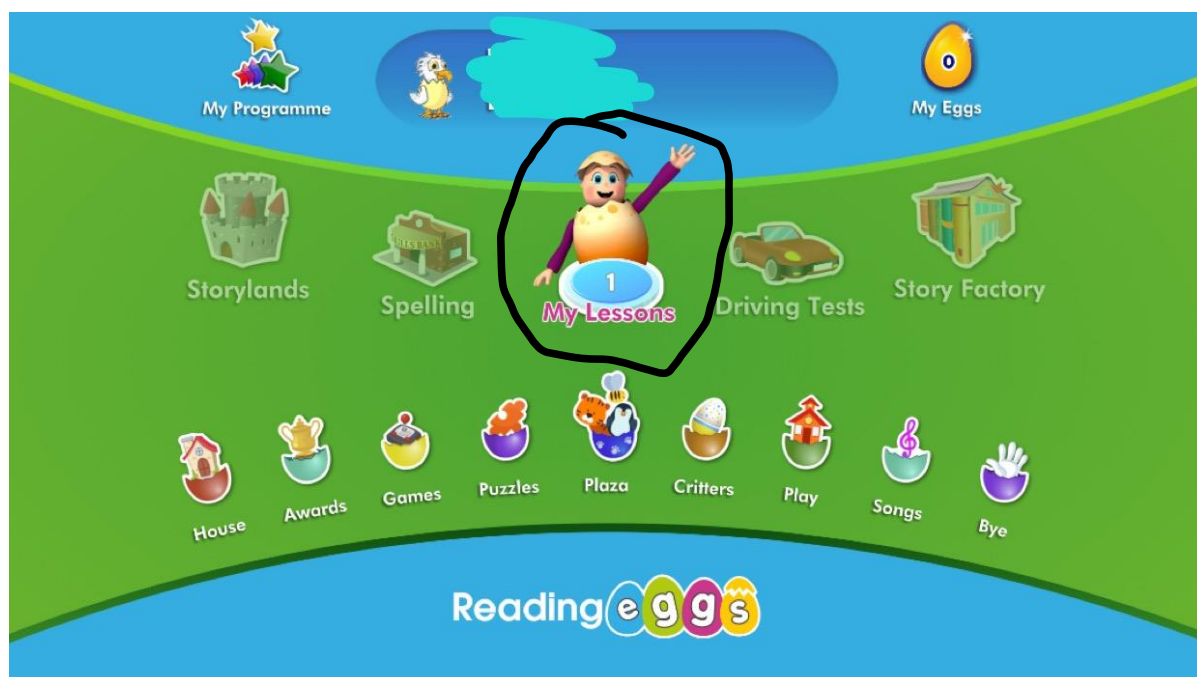 My Programme
0
My Eggs
Storylands
Spelling
1
My Lessons
Driving Tests
Story Factory
House
Awards
Games
Puzzles
Plaza
Critters
Play
Songs
Bye
Reading eggs